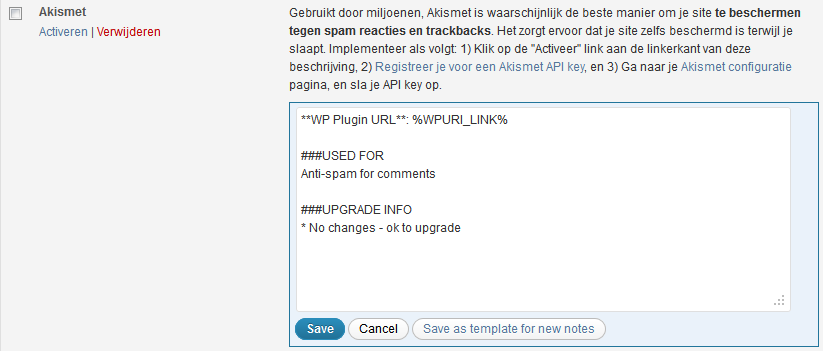 Akismet
Activeren | Verwijderen
Gebruikt door miljoenen, Akismet is waarschijnlijk de beste manier om je site te beschermen
tegen spam reacties en trackbacks. Het zorgt ervoor dat je site zelfs beschermd is terwijl je
slaapt. Implementeer als volgt: 1) Klik op de "Activeer" link aan de linkerkant van deze
beschrijving, 2) Registreer je voor een Akismet API key, en 3) Ga naar je Akismet configuratie
pagina, en sla je API key op.
**WP Plugin URL**: %WPURI_LINK%
###USED FOR
Anti-spam for comments
###UPGRADE INFO
* No changes - ok to upgrade
Save Cancel Save as template for new notes